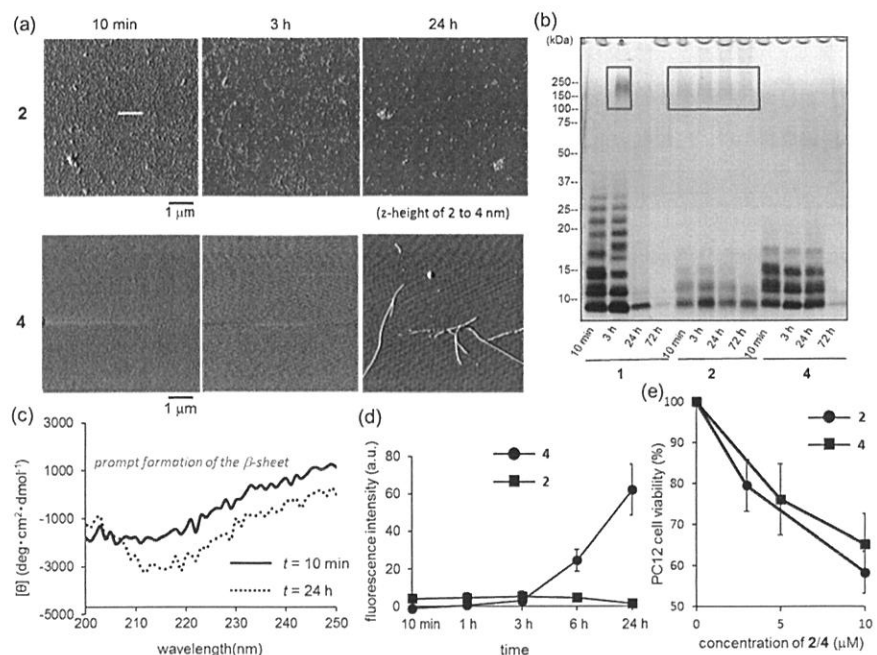 (a)
10 min 3 h 24 h
2
1 μm (z-height of 2 to 4 nm)
4
1 μm
(b)
(kDa)
250--
150--
100--
75--
50--
37--
25--
20--
15--
10--
10 min 3 h 24 h 72 h 10 min 3 h 24 h 72 h 10 min 3 h 24 h 72 h
1 2 4
(c)
3000
1000
-1000
-3000
-5000
[θ] (deg·cm²·dmol⁻¹)
prompt formation of the β-sheet
t = 10 min
t = 24 h
200 210 220 230 240 250
wavelength(nm)
(d)
4
2
80
60
40
20
0
fluorescence intensity (a.u.)
10 min 1 h 3 h 6 h 24 h
time
(e)
2
4
100
90
80
70
60
50
PC12 cell viability (%)
0 5 10
concentration of 2/4 (μM)